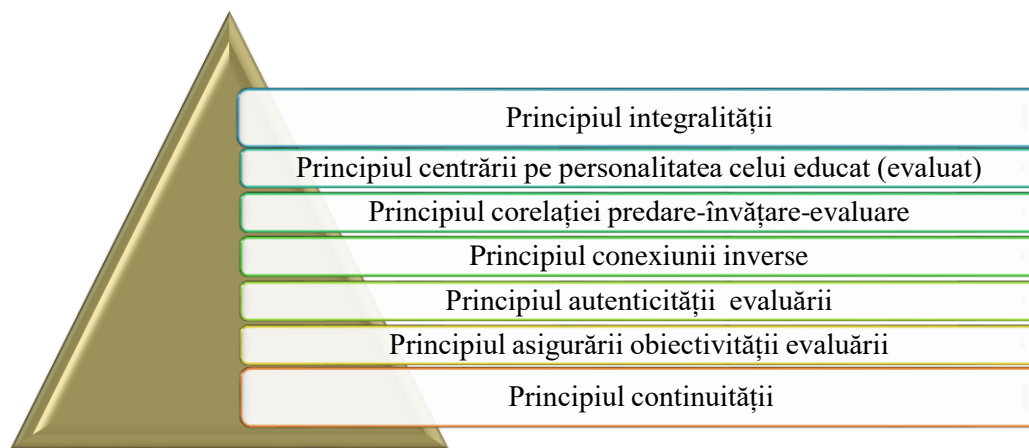 Principiul integralității
Principiul centrării pe personalitatea celui educat (evaluat)
Principiul corelației predare-învățare-evaluare
Principiul conexiunii inverse
Principiul autenticității  evaluării
Principiul asigurării obiectivității evaluării
Principiul continuității